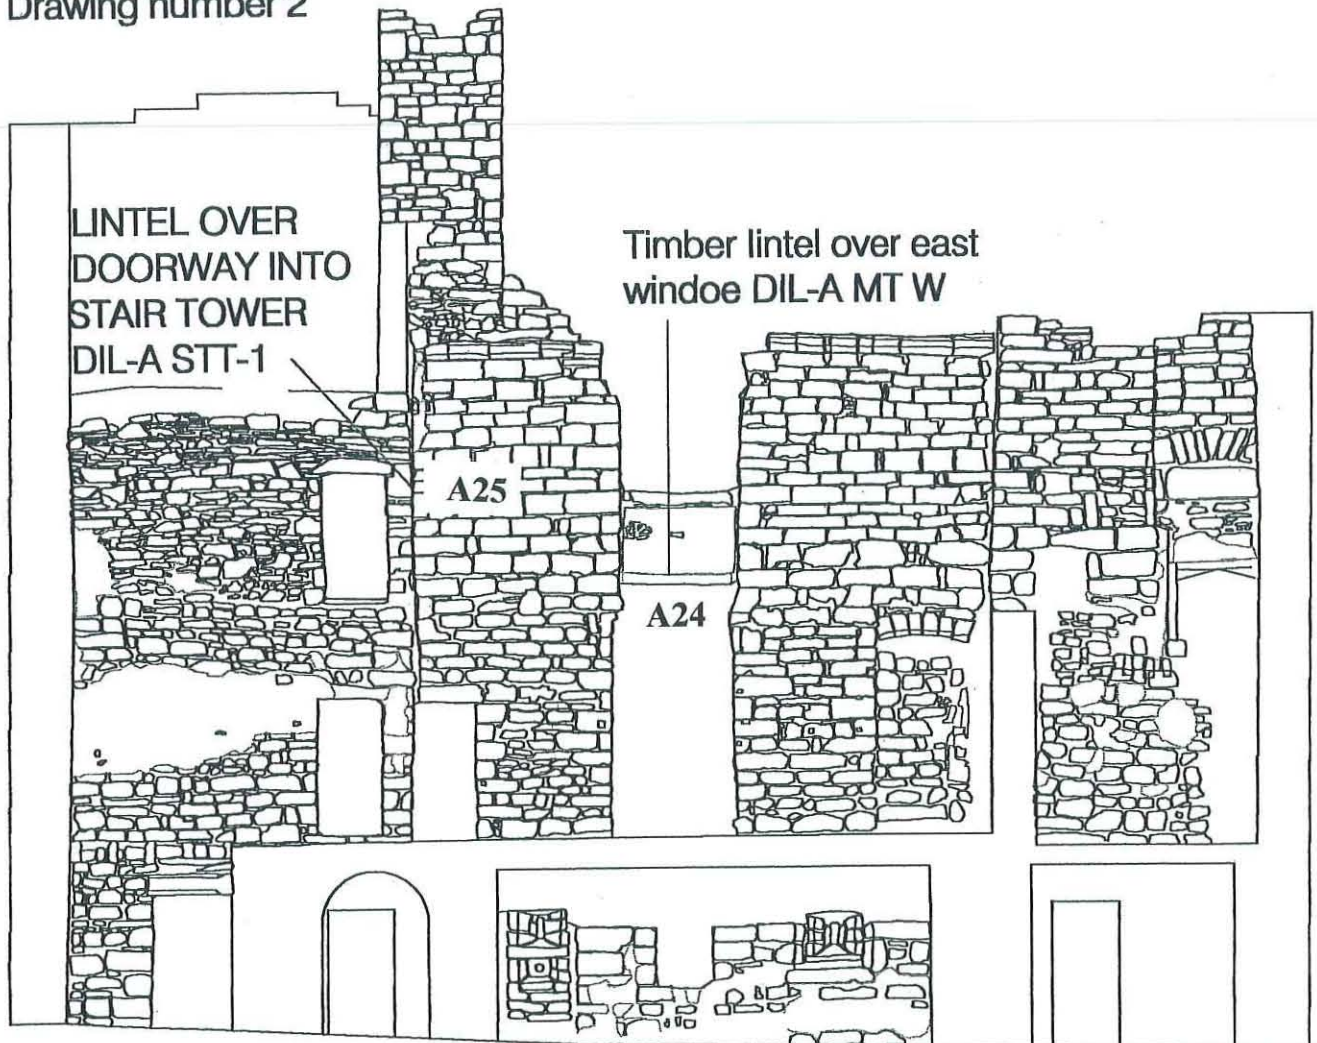 Drawing number 2
LINTEL OVER
DOORWAY INTO
STAIR TOWER
DIL-A STT-1
Timber lintel over east
windoe DIL-A MT W
A25
A24